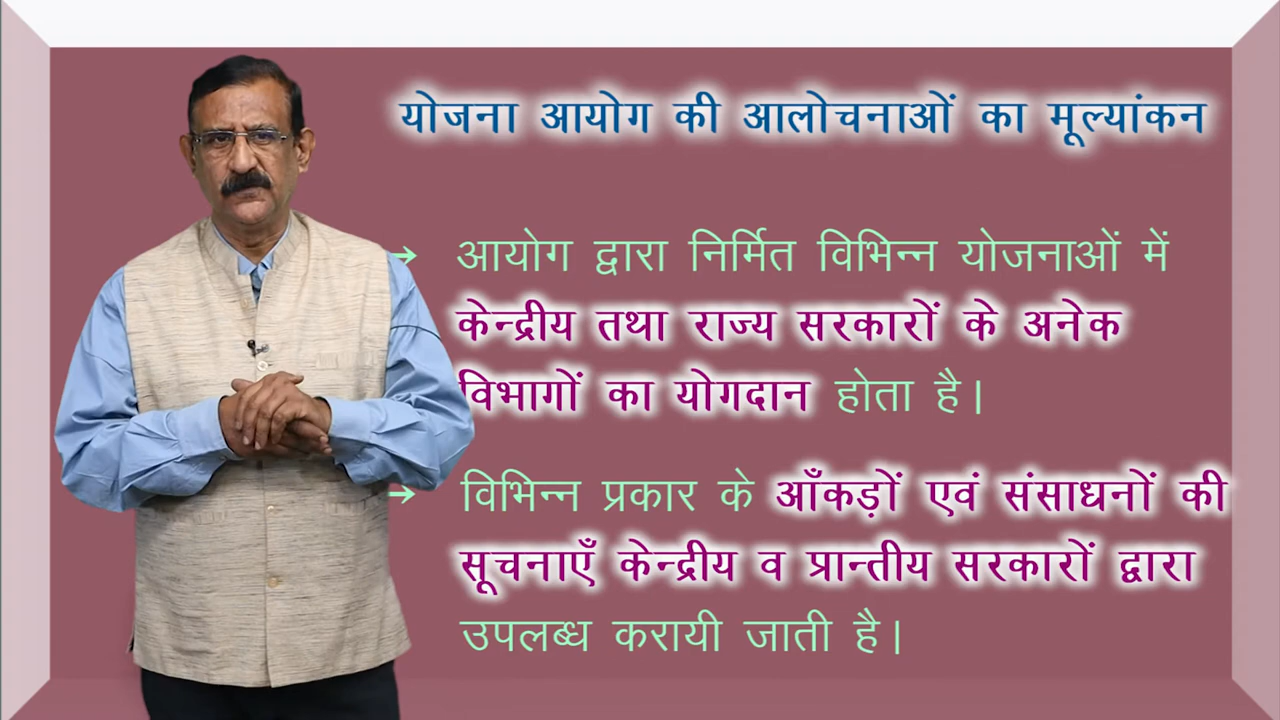 योजना आयोग की आलोचनाओं का मूल्यांकन
→ आयोग द्वारा निर्मित विभिन्न योजनाओं में
केन्द्रीय तथा राज्य सरकारों के अनेक
विभागों का योगदान होता है।
→ विभिन्न प्रकार के आँकड़ों एवं संसाधनों की
सूचनाएँ केन्द्रीय व प्रान्तीय सरकारों द्वारा
उपलब्ध करायी जाती है।